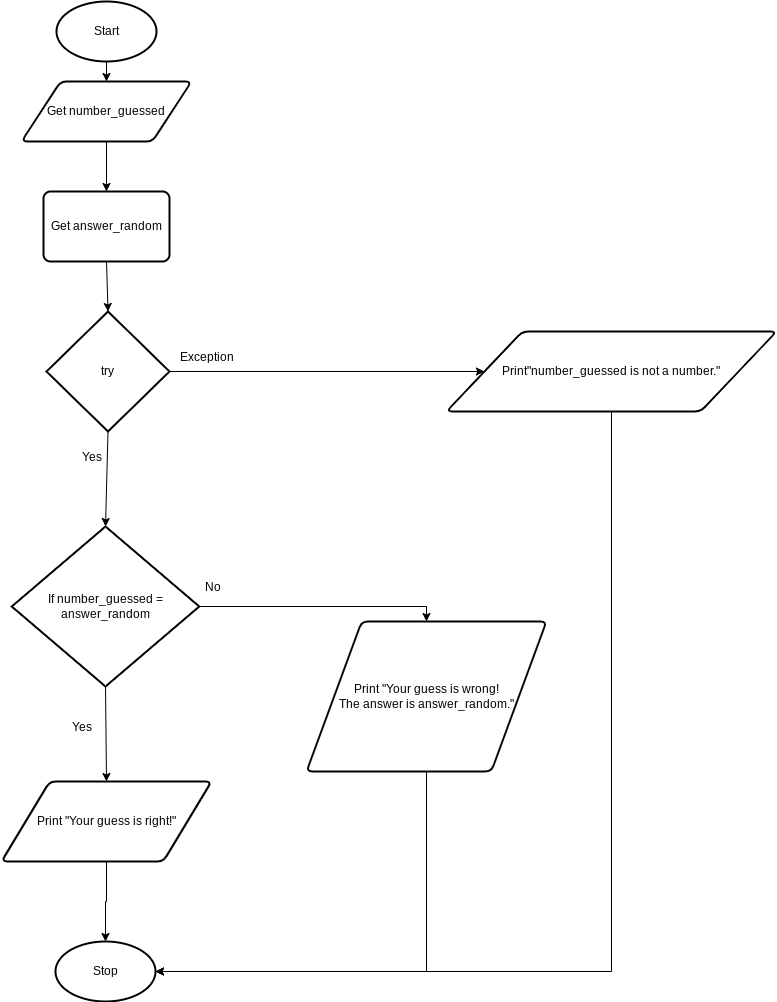 Start
Get number_guessed
Get answer_random
try
Exception
Print"number_guessed is not a number."
Yes
If number_guessed =
answer_random
No
Print "Your guess is wrong!
The answer is answer_random."
Yes
Print "Your guess is right!"
Stop